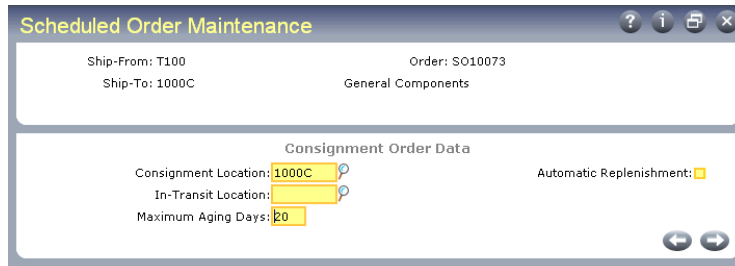 Scheduled Order Maintenance
Ship-From: T100 Order: SO10073
Ship-To: 1000C General Components
Consignment Order Data
Consignment Location: 1000C Automatic Replenishment:
In-Transit Location:
Maximum Aging Days: 20